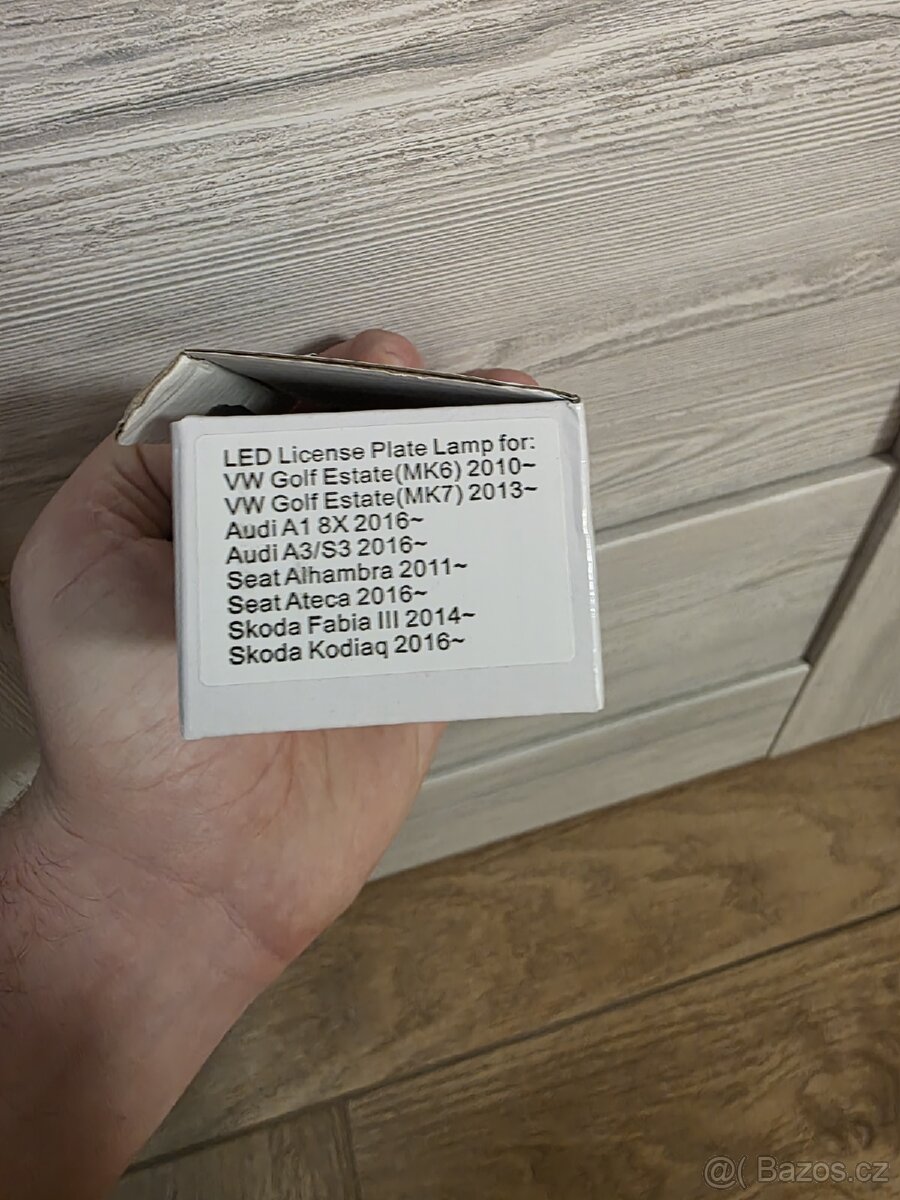 LED License Plate Lamp for:
VW Golf Estate(MK6) 2010~
VW Golf Estate(MK7) 2013~
Audi A1 8X 2016~
Audi A3/S3 2016~
Seat Alhambra 2011~
Seat Ateca 2016~
Skoda Fabia III 2014~
Skoda Kodiaq 2016~
@( Bazos.cz